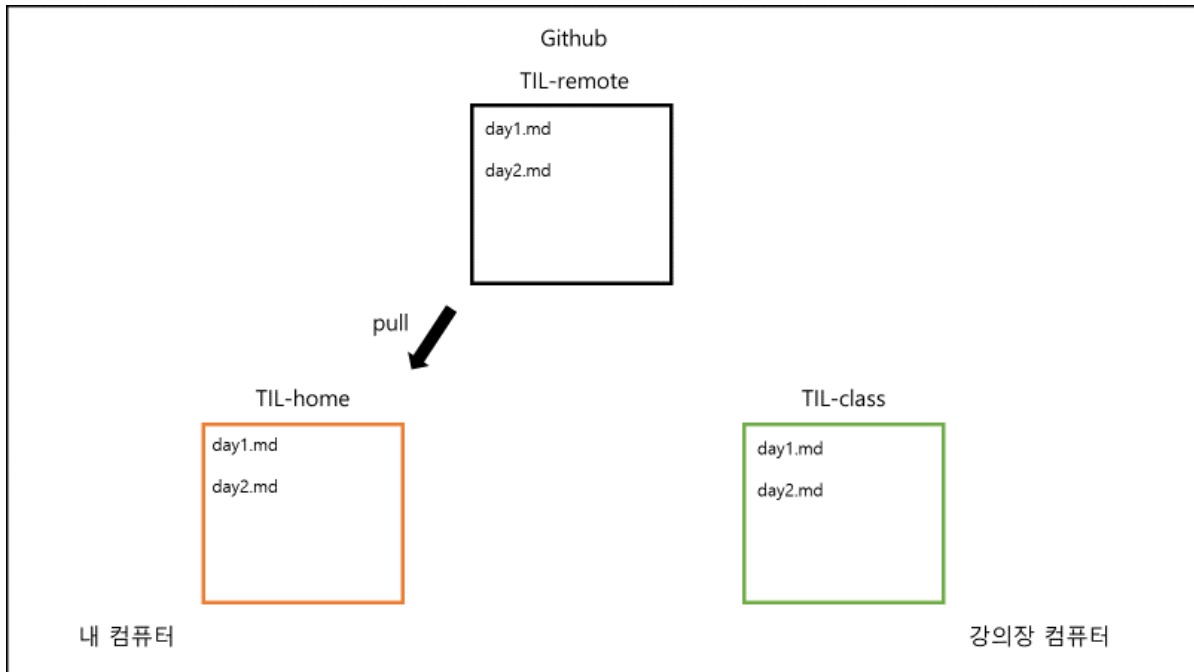 Github
TIL-remote
day1.md
day2.md
pull
TIL-home
day1.md
day2.md
내 컴퓨터
TIL-class
day1.md
day2.md
강의장 컴퓨터